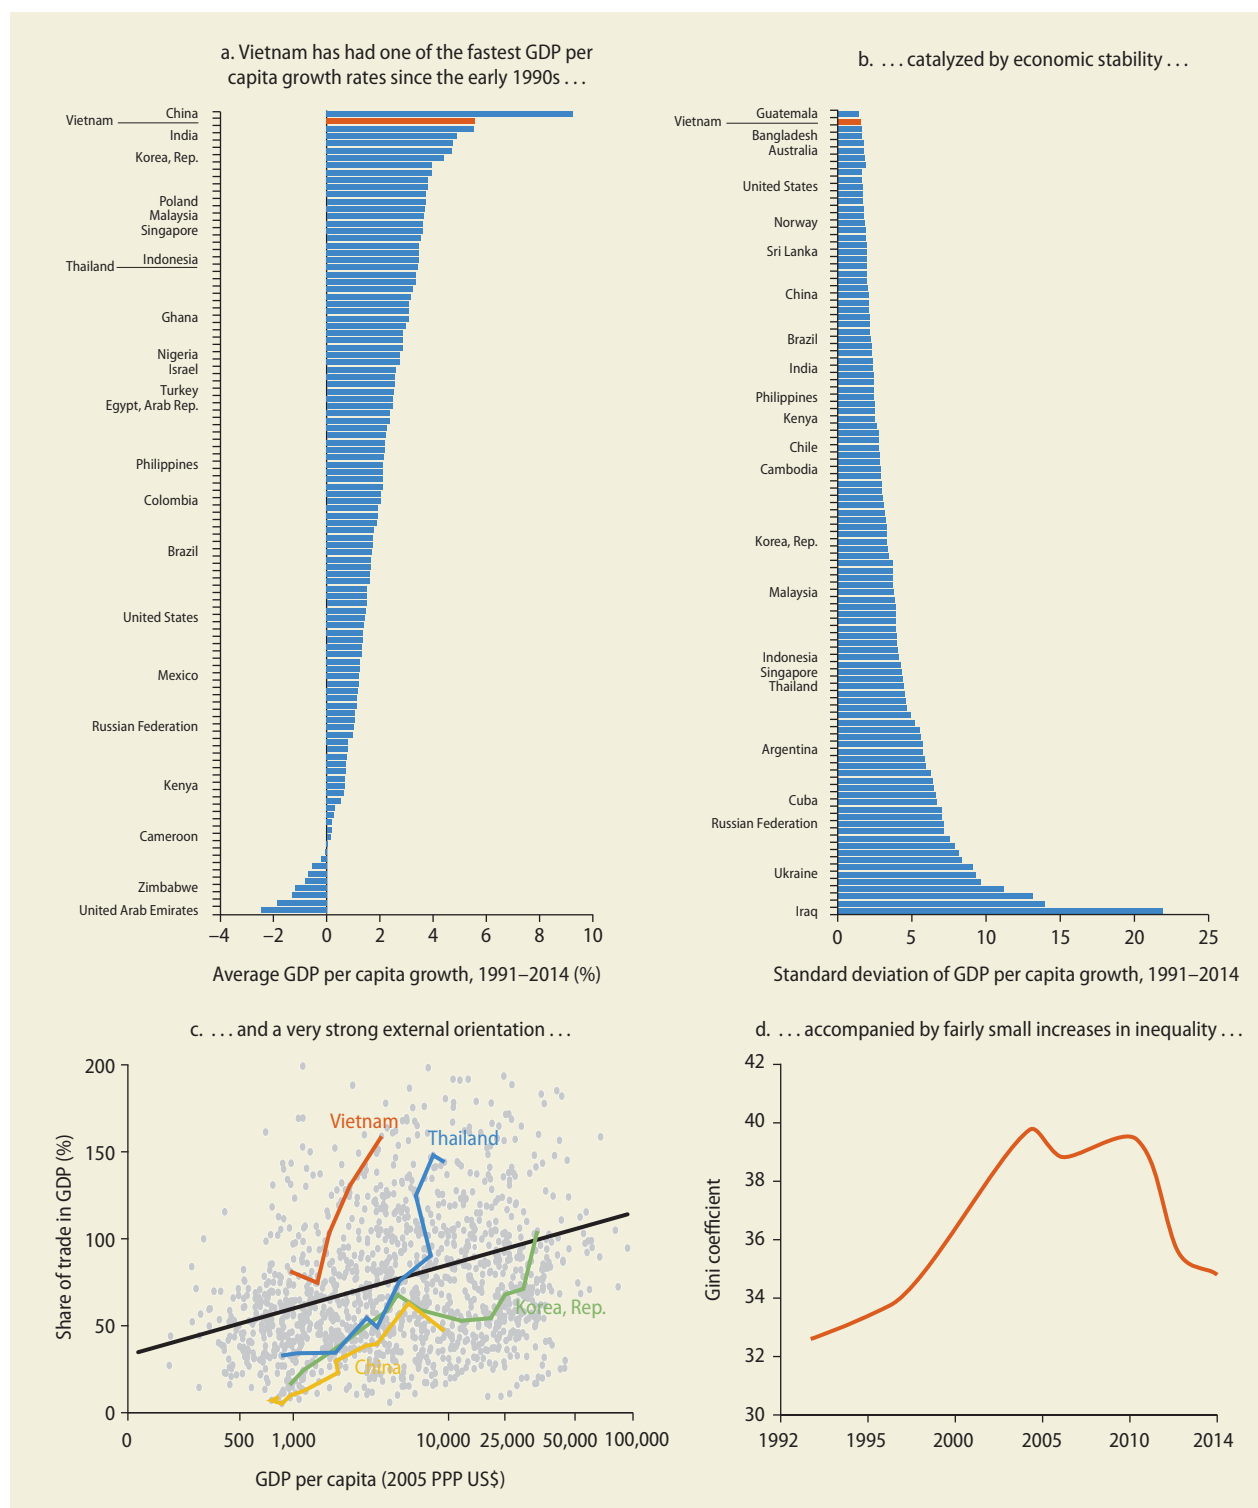 a. Vietnam has had one of the fastest GDP per
capita growth rates since the early 1990s . . .
China
Vietnam
India
Korea, Rep.
Poland
Malaysia
Singapore
Indonesia
Thailand
Ghana
Nigeria
Israel
Turkey
Egypt, Arab Rep.
Philippines
Colombia
Brazil
United States
Mexico
Russian Federation
Kenya
Cameroon
Zimbabwe
United Arab Emirates
−4 −2 0 2 4 6 8 10
Average GDP per capita growth, 1991–2014 (%)
b. . . . catalyzed by economic stability . . .
Guatemala
Vietnam
Bangladesh
Australia
United States
Norway
Sri Lanka
China
Brazil
India
Philippines
Kenya
Chile
Cambodia
Korea, Rep.
Malaysia
Indonesia
Singapore
Thailand
Argentina
Cuba
Russian Federation
Ukraine
Iraq
0 5 10 15 20 25
Standard deviation of GDP per capita growth, 1991–2014
c. . . . and a very strong external orientation . . .
Share of trade in GDP (%)
200
150
100
50
0
Vietnam
Thailand
Korea, Rep.
China
0 500 1,000 10,000 25,000 50,000 100,000
GDP per capita (2005 PPP US$)
d. . . . accompanied by fairly small increases in inequality . . .
Gini coefficient
42
40
38
36
34
32
30
1992 1995 2000 2005 2010 2014